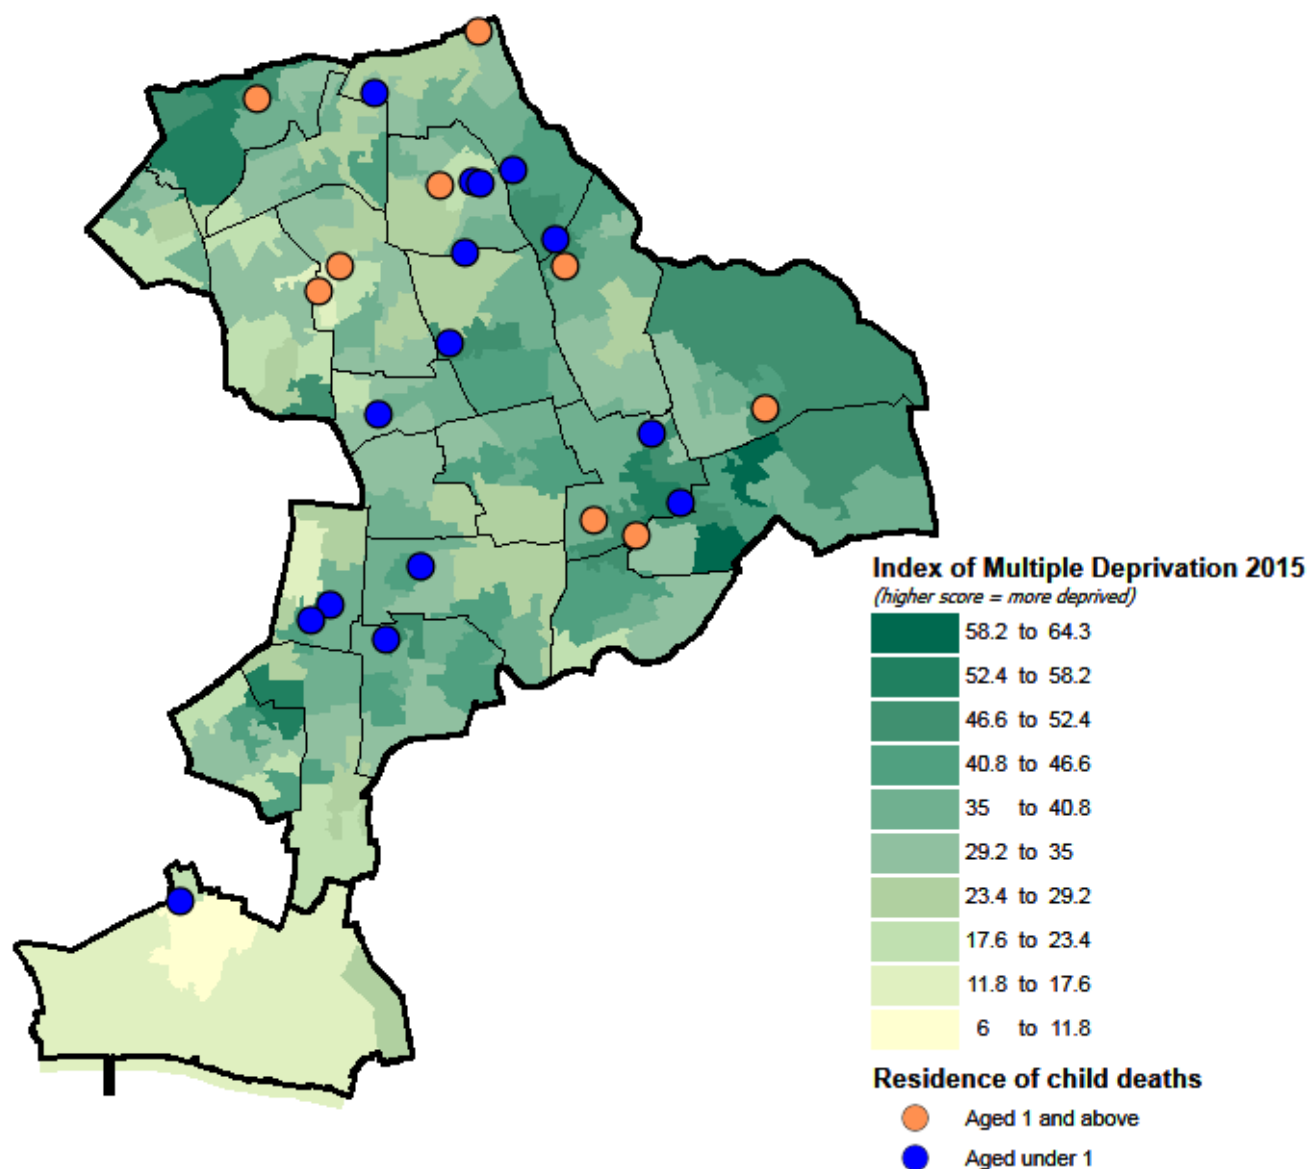 Index of Multiple Deprivation 2015
(higher score = more deprived)
58.2 to 64.3
52.4 to 58.2
46.6 to 52.4
40.8 to 46.6
35 to 40.8
29.2 to 35
23.4 to 29.2
17.6 to 23.4
11.8 to 17.6
6 to 11.8
Residence of child deaths
Aged 1 and above
Aged under 1